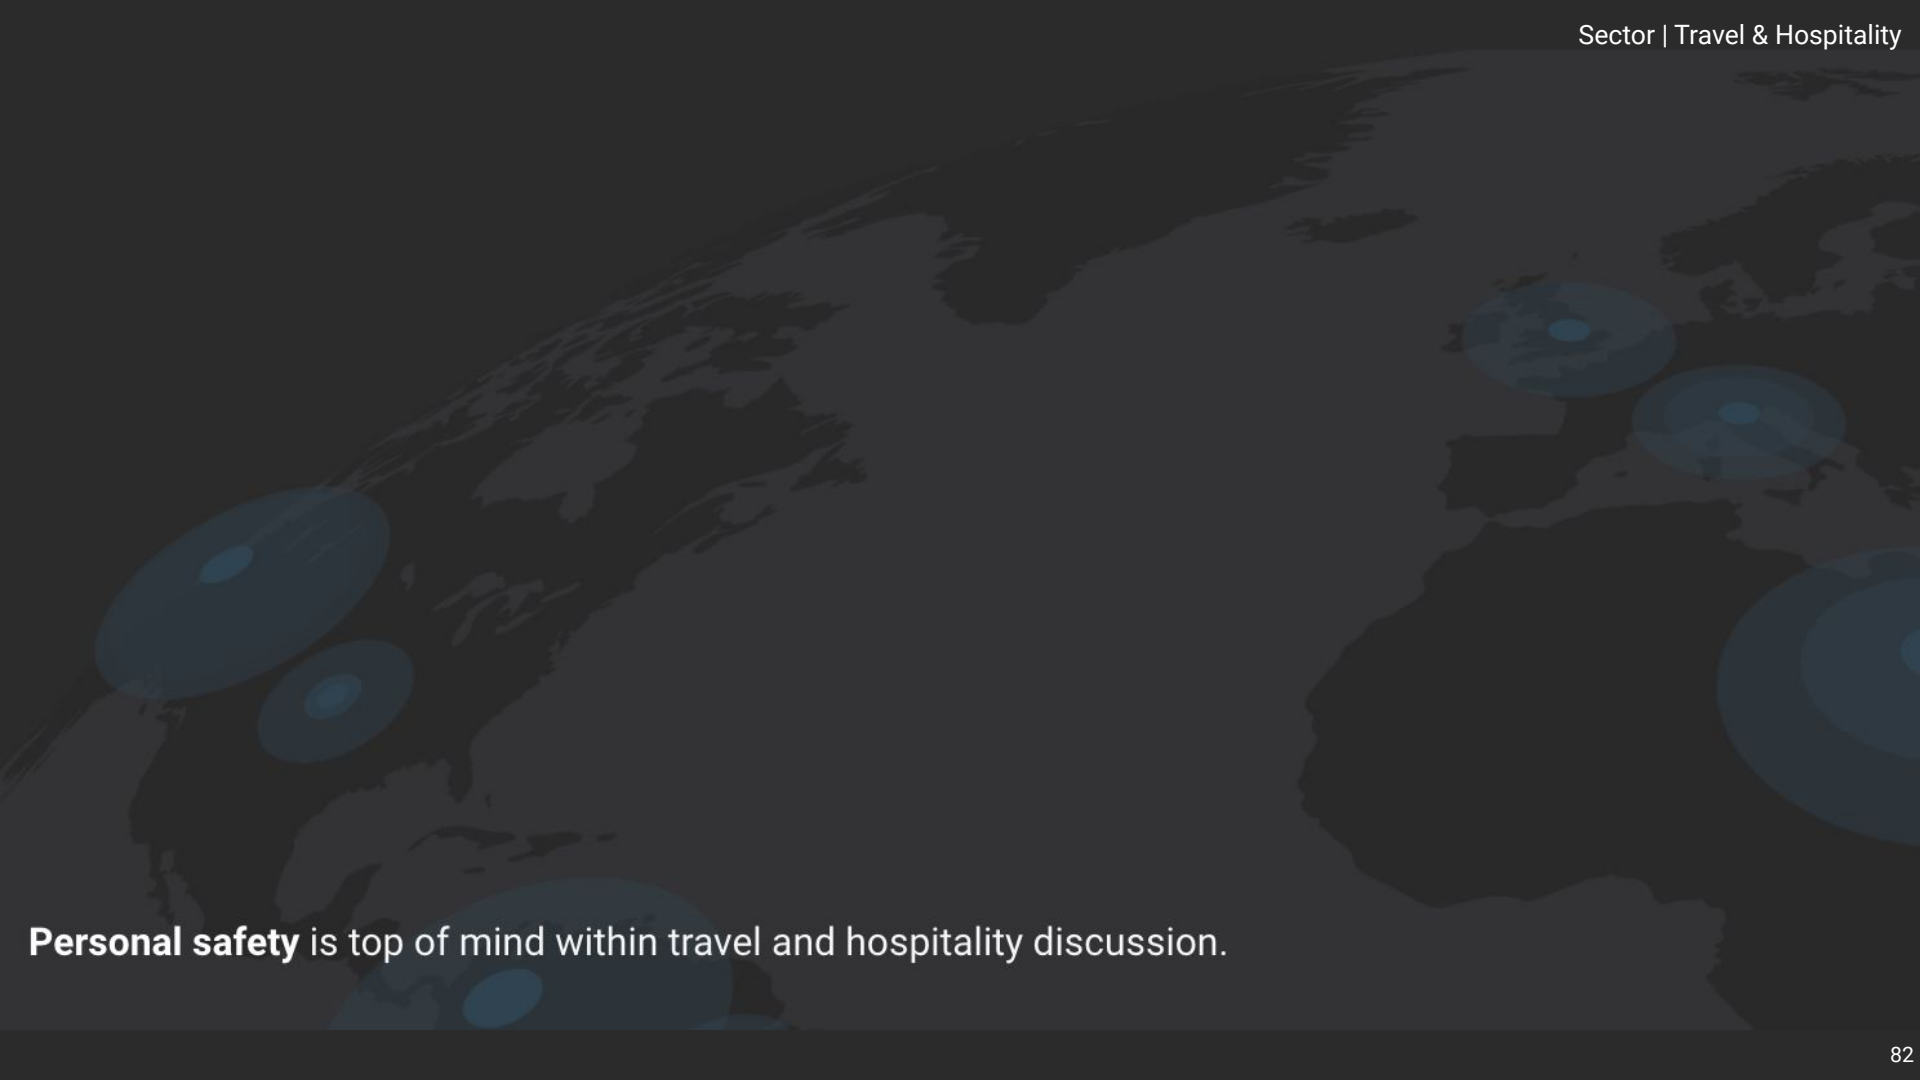 Sector | Travel & Hospitality
Personal safety is top of mind within travel and hospitality discussion.
82